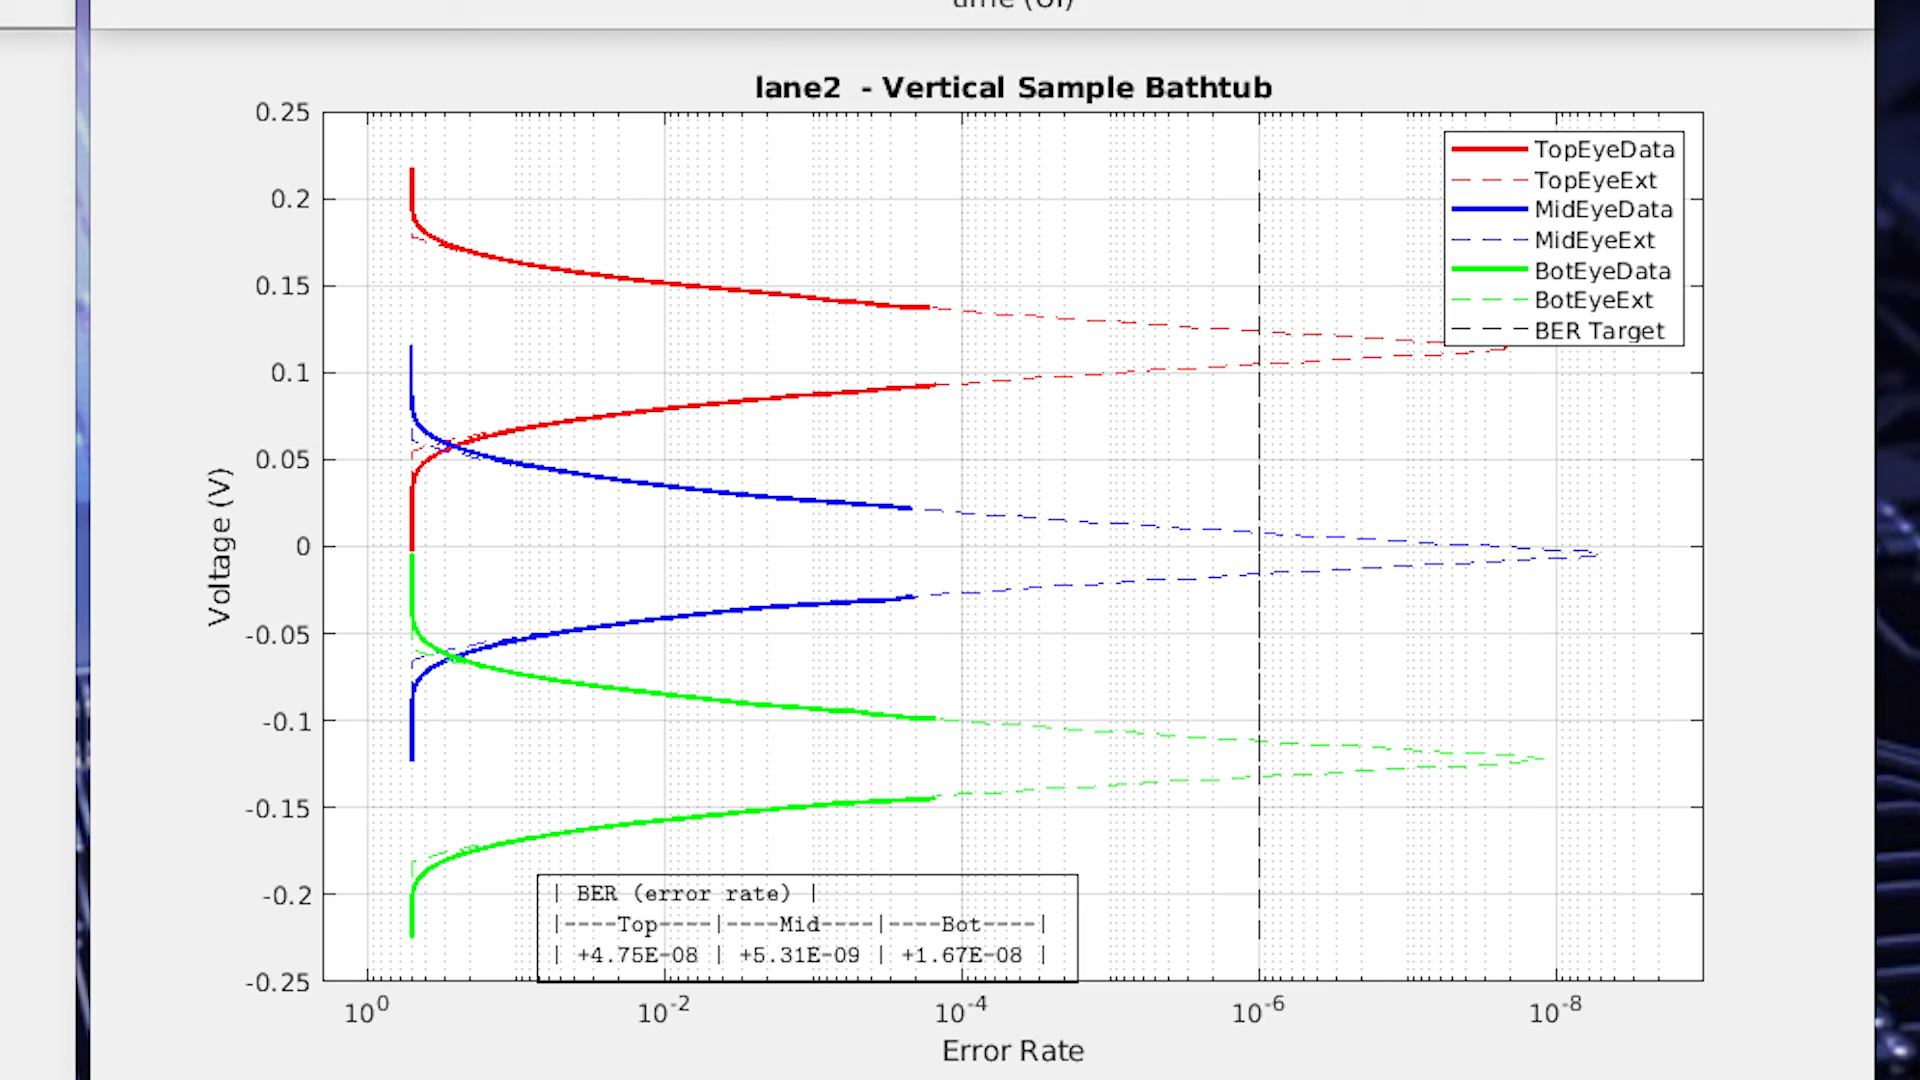 time (UI)
lane2 - Vertical Sample Bathtub
0.25
0.2
0.15
0.1
0.05
0
-0.05
-0.1
-0.15
-0.2
-0.25
Voltage (V)
TopEyeData
TopEyeExt
MidEyeData
MidEyeExt
BotEyeData
BotEyeExt
BER Target
| BER (error rate) |
|----Top----|----Mid----|----Bot----|
| +4.75E-08 | +5.31E-09 | +1.67E-08 |
10^0 10^-2 10^-4 10^-6 10^-8
Error Rate